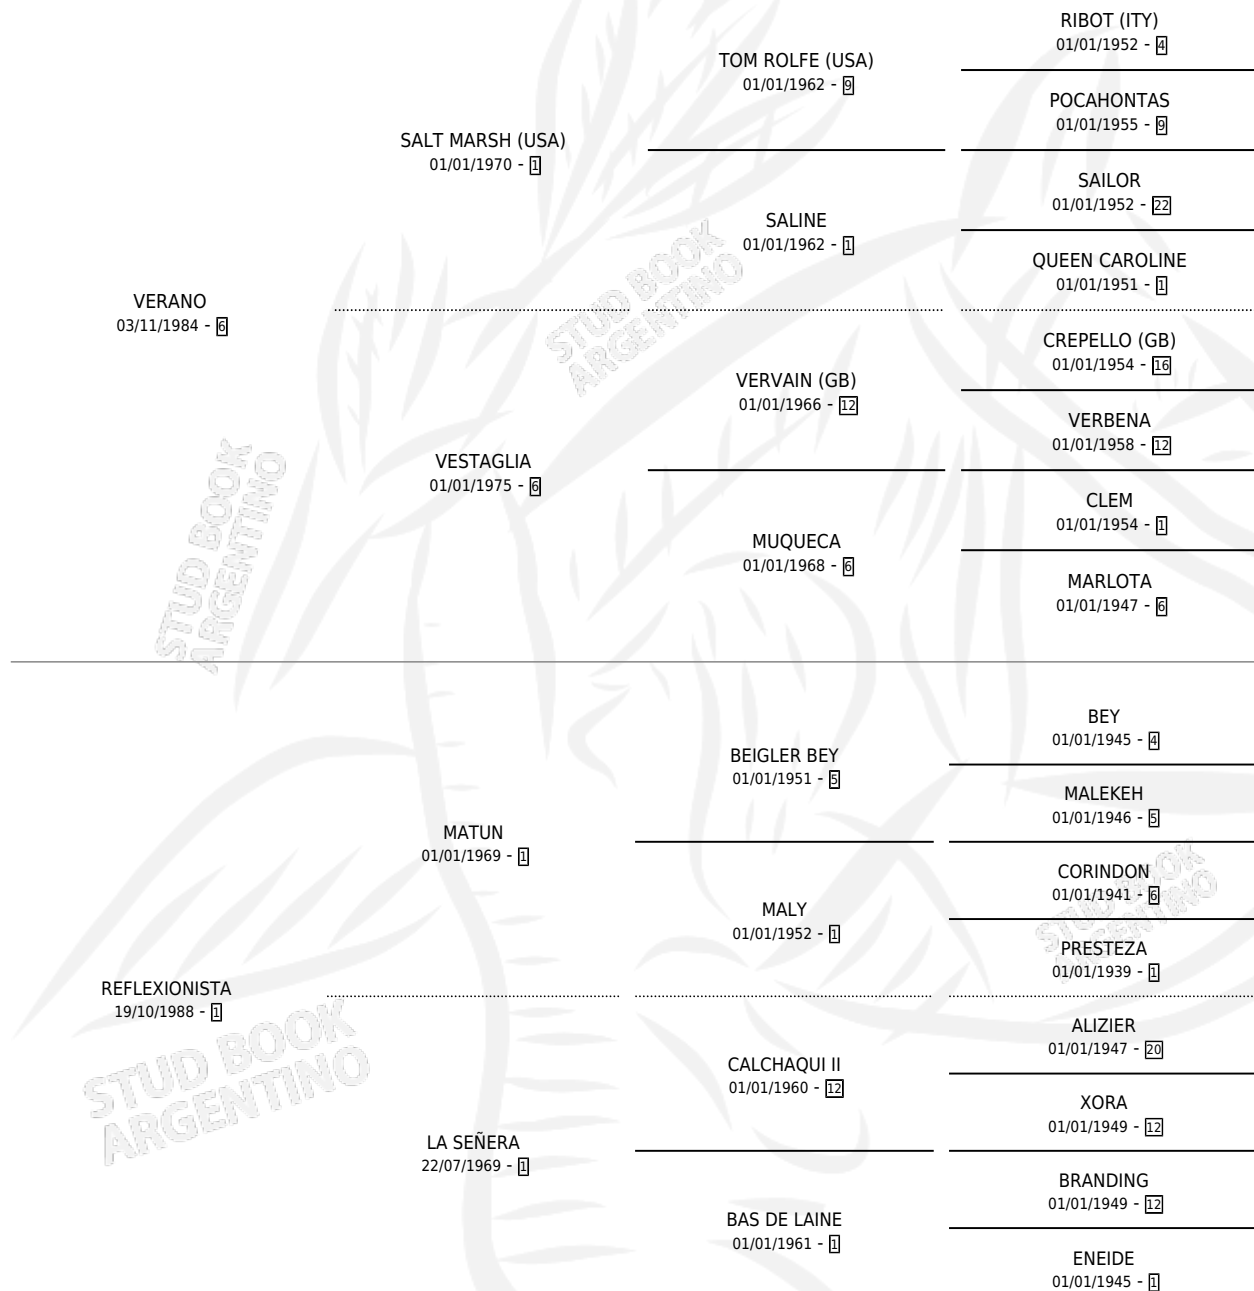 RIBOT (ITY)
01/01/1952 - 4
TOM ROLFE (USA)
01/01/1962 - 9
POCAHONTAS
01/01/1955 - 9
SALT MARSH (USA)
01/01/1970 - 1
SAILOR
01/01/1952 - 22
SALINE
01/01/1962 - 1
QUEEN CAROLINE
01/01/1951 - 1
VERANO
03/11/1984 - 6
CREPELLO (GB)
01/01/1954 - 16
VERVAIN (GB)
01/01/1966 - 12
VERBENA
01/01/1958 - 12
VESTAGLIA
01/01/1975 - 6
CLEM
01/01/1954 - 1
MUQUECA
01/01/1968 - 6
MARLOTA
01/01/1947 - 6
BEY
01/01/1945 - 4
BEIGLER BEY
01/01/1951 - 5
MALEKEH
01/01/1946 - 5
MATUN
01/01/1969 - 1
CORINDON
01/01/1941 - 6
MALY
01/01/1952 - 1
PRESTEZA
01/01/1939 - 1
REFLEXIONISTA
19/10/1988 - 1
ALIZIER
01/01/1947 - 20
CALCHAQUI II
01/01/1960 - 12
XORA
01/01/1949 - 12
LA SEÑERA
22/07/1969 - 1
BRANDING
01/01/1949 - 12
BAS DE LAINE
01/01/1961 - 1
ENEIDE
01/01/1945 - 1
STUD BOOK
ARGENTINO
STUD BOOK
ARGENTINO
STUD BOOK
ARGENTINO
STUD BOOK
ARGENTINO